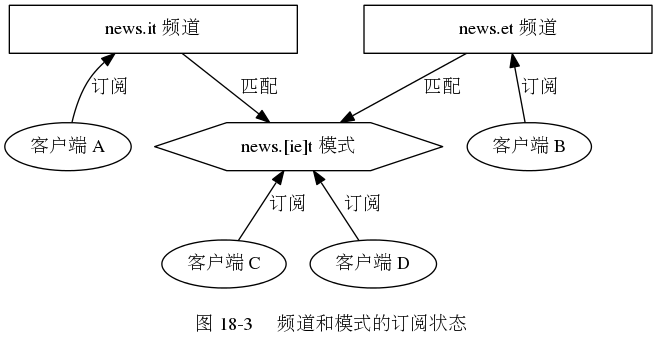 news.it 频道
news.et 频道
订阅
匹配
匹配
订阅
客户端 A
news.[ie]t 模式
客户端 B
订阅
订阅
客户端 C
客户端 D
图 18-3 频道和模式的订阅状态